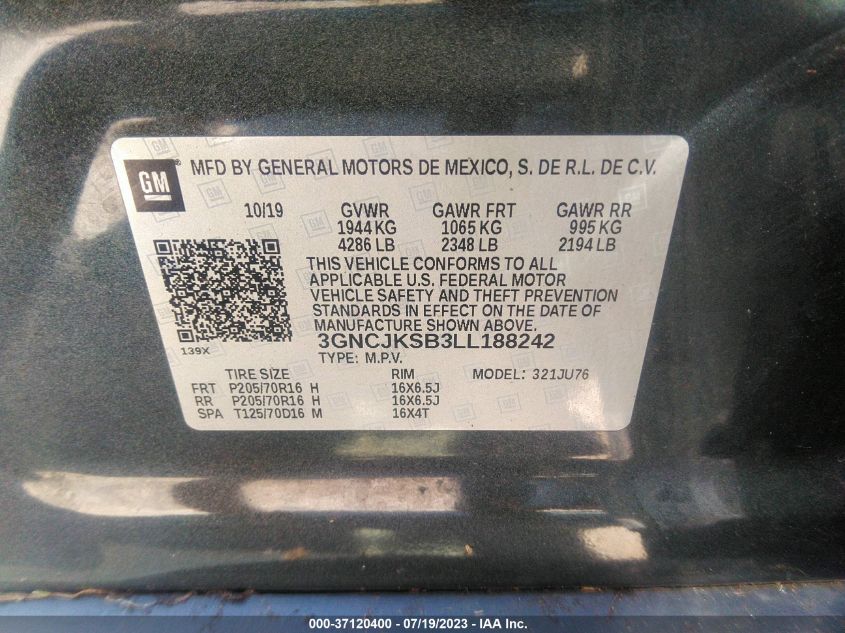 GM ® MFD BY GENERAL MOTORS DE MEXICO, S. DE R.L. DE C.V.
10/19 GVWR GAWR FRT GAWR RR
1944 KG 1065 KG 995 KG
4286 LB 2348 LB 2194 LB
THIS VEHICLE CONFORMS TO ALL
APPLICABLE U.S. FEDERAL MOTOR
VEHICLE SAFETY AND THEFT PREVENTION
STANDARDS IN EFFECT ON THE DATE OF
MANUFACTURE SHOWN ABOVE.
139X
3GNCJKSB3LL188242
TYPE: M.P.V.
TIRE SIZE RIM MODEL: 321JU76
FRT P205/70R16 H 16X6.5J
RR P205/70R16 H 16X6.5J
SPA T125/70D16 M 16X4T
000-37120400 - 07/19/2023 - IAAI.com